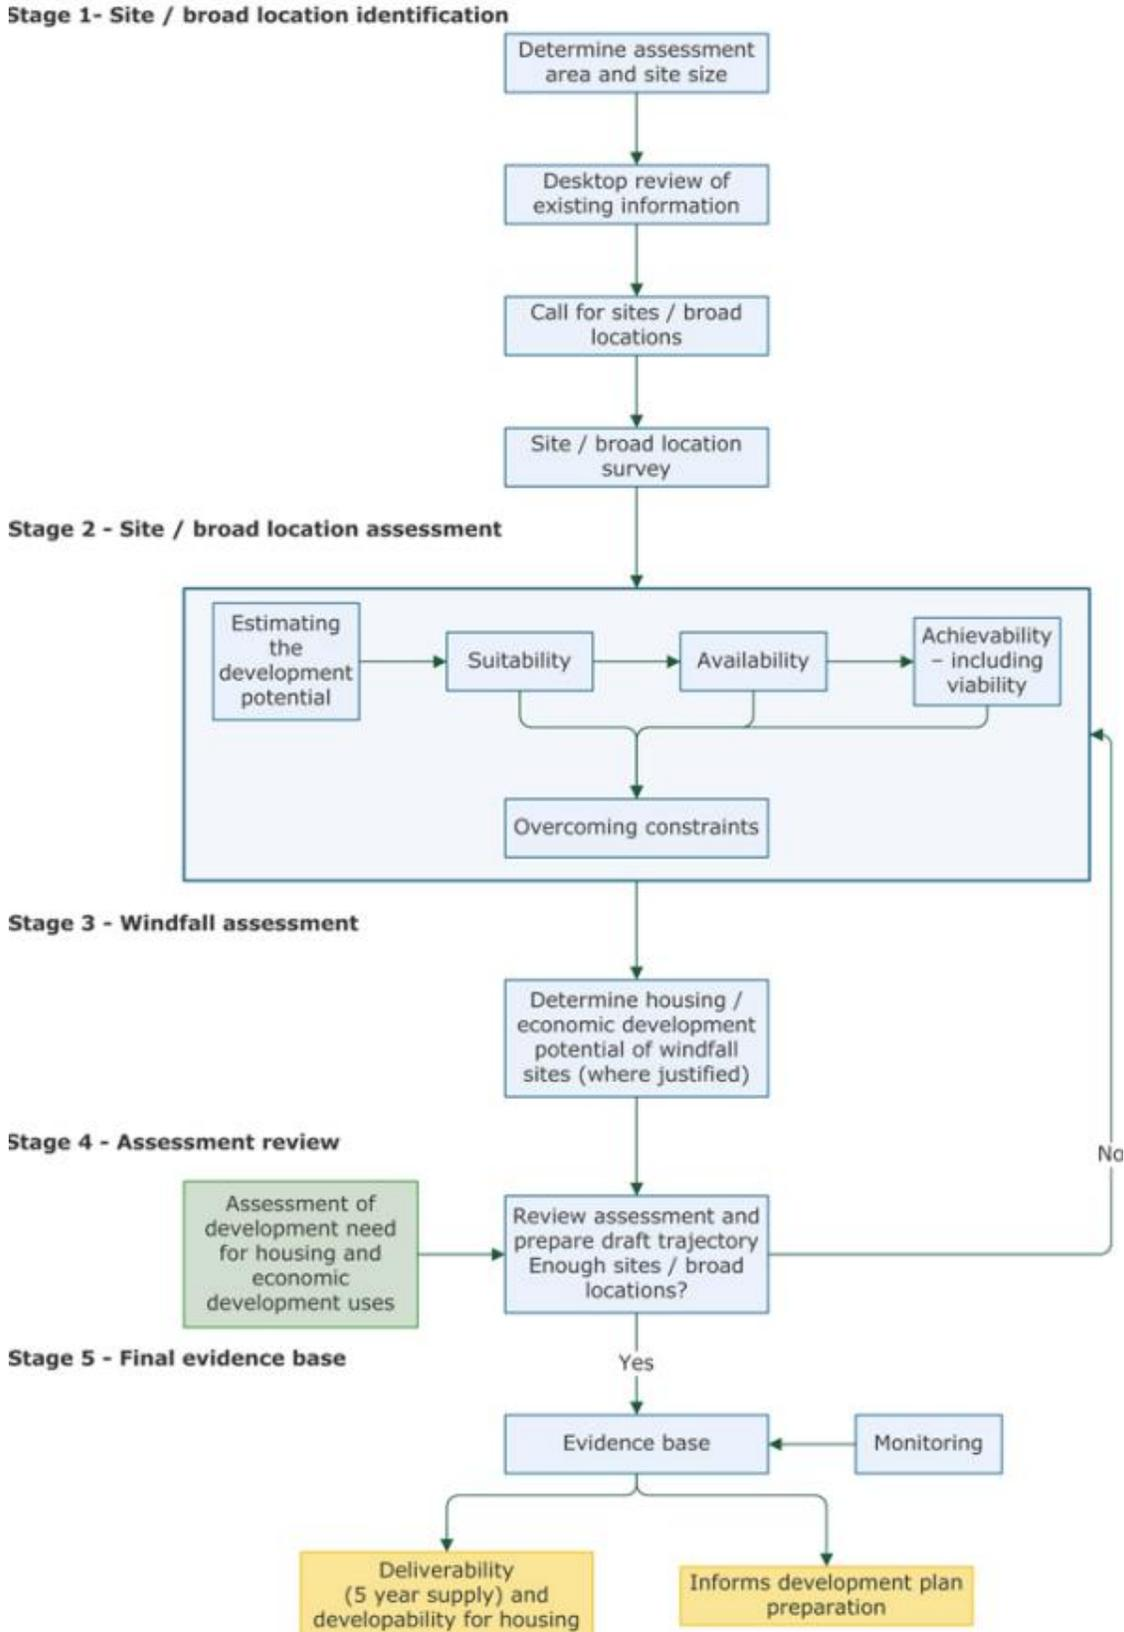 Stage 1- Site / broad location identification
Determine assessment
area and site size
Desktop review of
existing information
Call for sites / broad
locations
Site / broad location
survey
Stage 2 - Site / broad location assessment
Estimating
the
development
potential
Suitability
Availability
Achievability
– including
viability
Overcoming constraints
Stage 3 - Windfall assessment
Determine housing /
economic development
potential of windfall
sites (where justified)
Stage 4 - Assessment review
No
Assessment of
development need
for housing and
economic
development uses
Review assessment and
prepare draft trajectory
Enough sites / broad
locations?
Stage 5 - Final evidence base
Yes
Evidence base
Monitoring
Deliverability
(5 year supply) and
developability for housing
Informs development plan
preparation